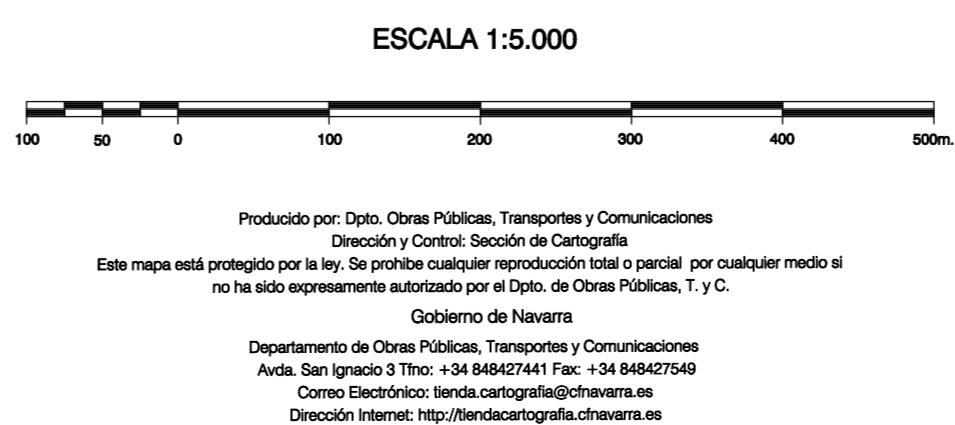 ESCALA 1:5.000
100 50 0 100 200 300 400 500m.
Producido por: Dpto. Obras Públicas, Transportes y Comunicaciones
Dirección y Control: Sección de Cartografía
Este mapa está protegido por la ley. Se prohibe cualquier reproducción total o parcial por cualquier medio si
no ha sido expresamente autorizado por el Dpto. de Obras Públicas, T. y C.
Gobierno de Navarra
Departamento de Obras Públicas, Transportes y Comunicaciones
Avda. San Ignacio 3 Tfno: +34 848427441 Fax: +34 848427549
Correo Electrónico: tienda.cartografia@cfnavarra.es
Dirección Internet: http://tiendacartografia.cfnavarra.es